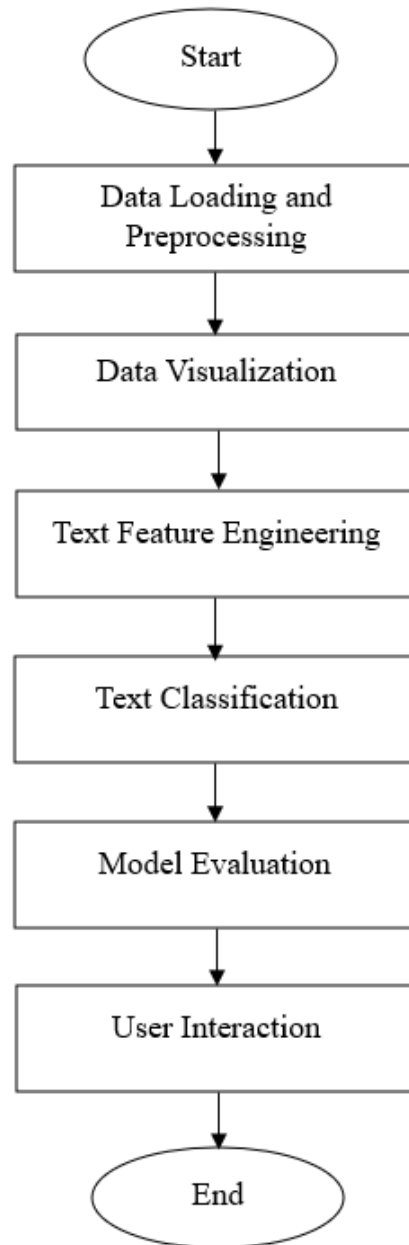 Start
Data Loading and
Preprocessing
Data Visualization
Text Feature Engineering
Text Classification
Model Evaluation
User Interaction
End